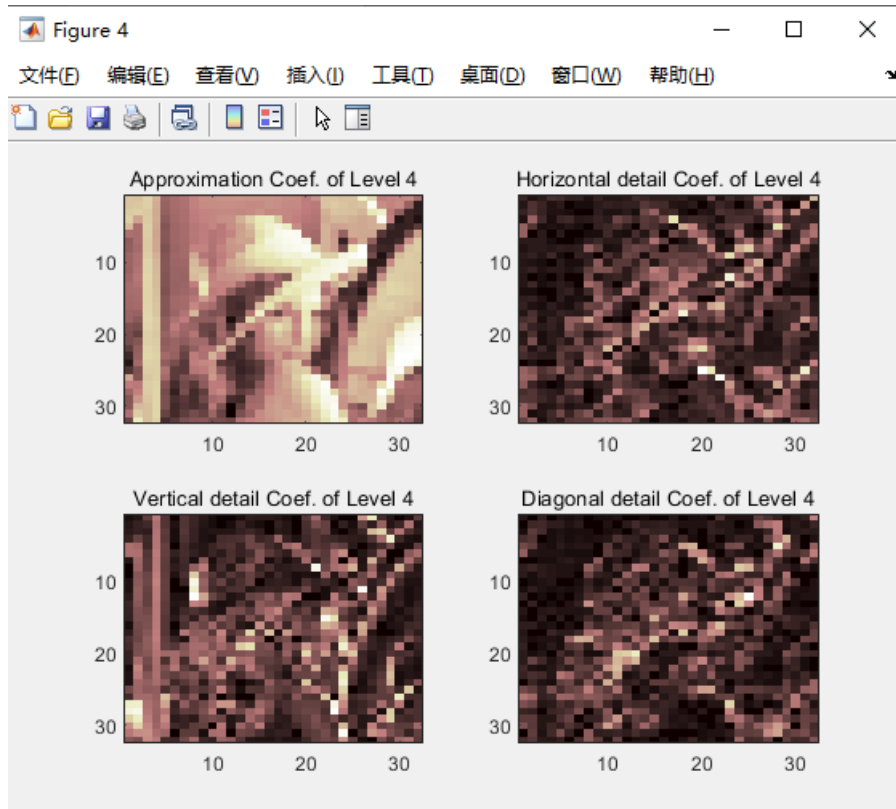 Figure 4
文件(F) 编辑(E) 查看(V) 插入(I) 工具(T) 桌面(D) 窗口(W) 帮助(H)
Approximation Coef. of Level 4
10
20
30
10 20 30
Horizontal detail Coef. of Level 4
10
20
30
10 20 30
Vertical detail Coef. of Level 4
10
20
30
10 20 30
Diagonal detail Coef. of Level 4
10
20
30
10 20 30